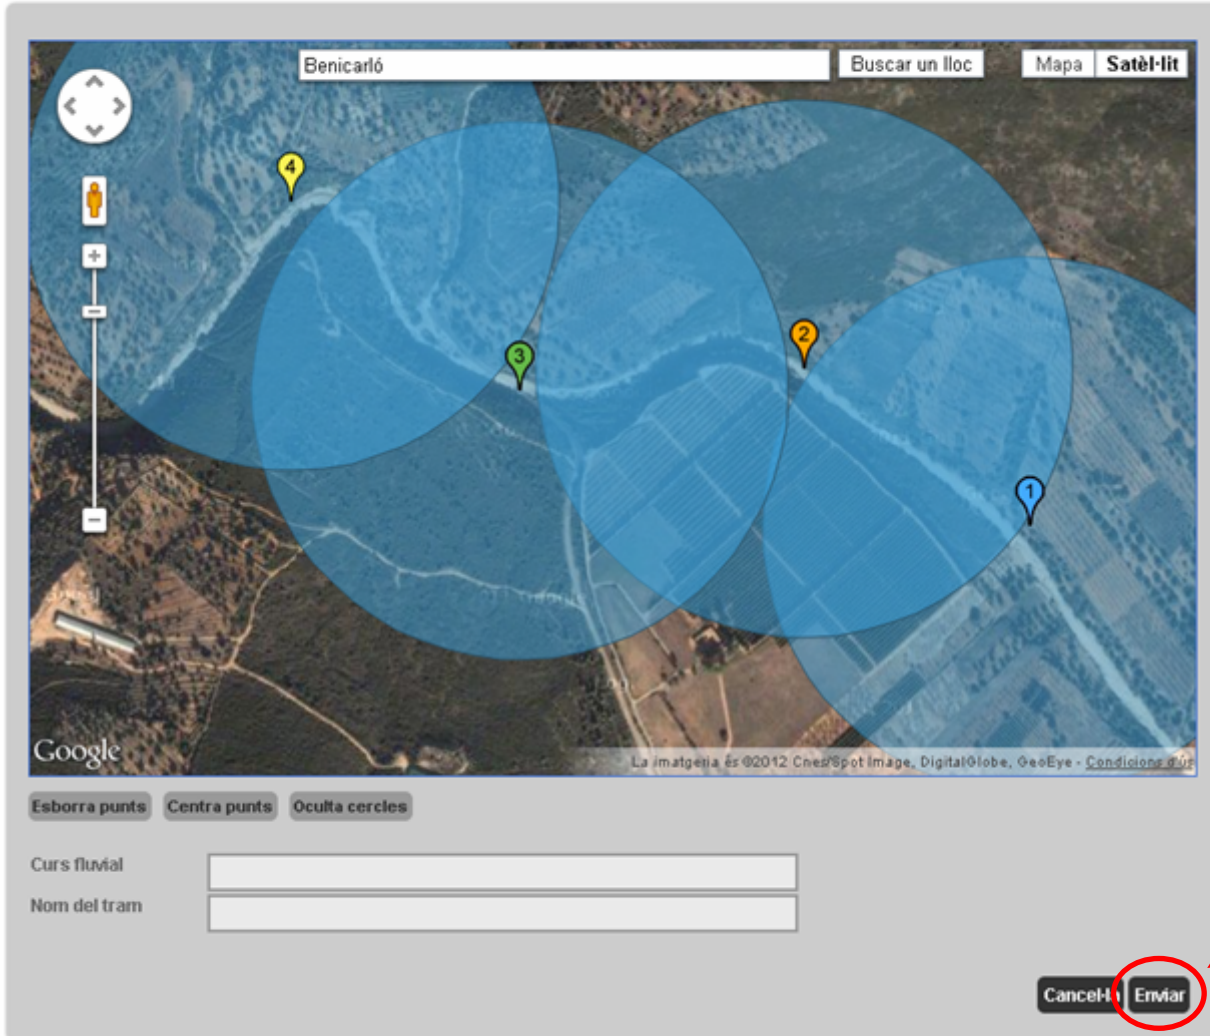 Benicarló
Buscar un lloc
Mapa
Satèl·lit
4
2
3
1
Google
La imatgeria és ©2012 Cnes/Spot Image, DigitalGlobe, GeoEye - Condicions d'ús
Esborra punts
Centra punts
Oculta cercles
Curs fluvial
Nom del tram
Cancel·la
Enviar